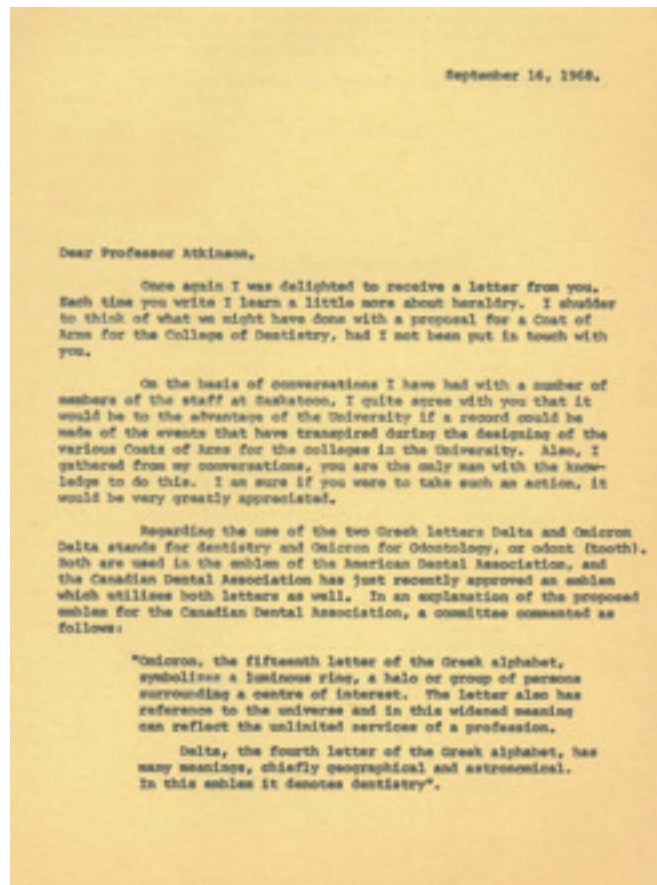 September 16, 1968.
Dear Professor Atkinson,
Once again I was delighted to receive a letter from you.
Each time you write I learn a little more about heraldry. I shudder
to think of what we might have done with a proposal for a Coat of
Arms for the College of Dentistry, had I not been put in touch with
you.
On the basis of conversations I have had with a number of
members of the staff at Saskatoon, I quite agree with you that it
would be to the advantage of the University if a record could be
made of the events that have transpired during the designing of the
various Coats of Arms for the colleges in the University. Also, I
gathered from my conversations, you are the only man with the know-
ledge to do this. I am sure if you were to take such an action, it
would be very greatly appreciated.
Regarding the use of the two Greek letters Delta and Omicron
Delta stands for dentistry and Omicron for Odontology, or odont (tooth).
Both are used in the emblem of the American Dental Association, and
the Canadian Dental Association has just recently approved an emblem
which utilizes both letters as well. In an explanation of the proposed
emblem for the Canadian Dental Association, a committee commented as
follows:
"Omicron, the fifteenth letter of the Greek alphabet,
symbolizes a luminous ring, a halo or group of persons
surrounding a centre of interest. The letter also has
reference to the universe and in this widened meaning
can reflect the unlimited services of a profession.
Delta, the fourth letter of the Greek alphabet, has
many meanings, chiefly geographical and astronomical.
In this emblem it denotes dentistry".